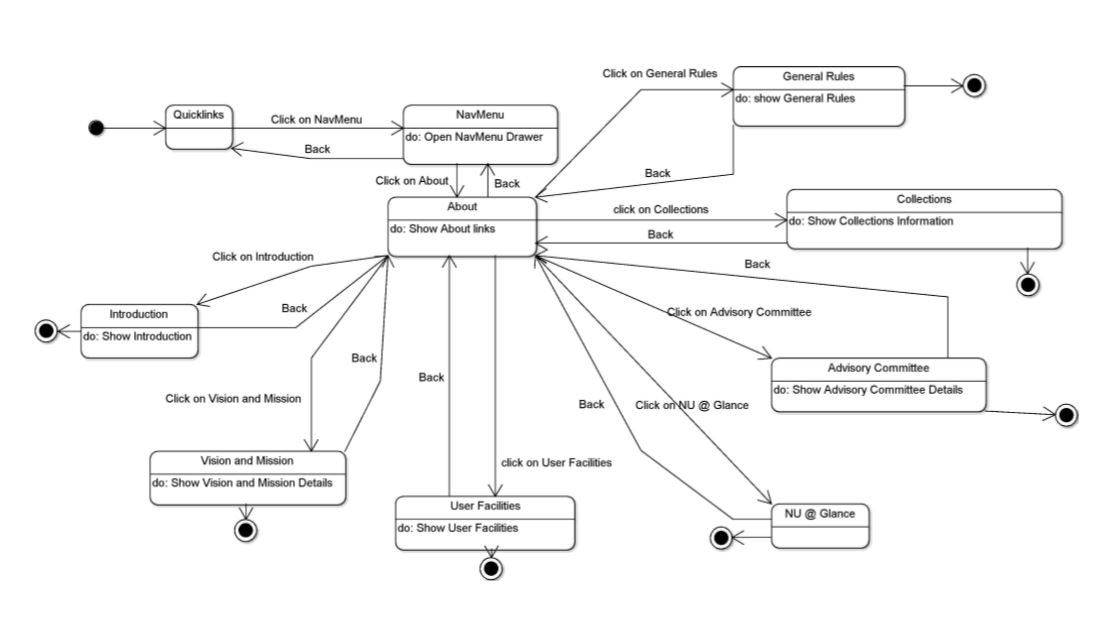 Click on General Rules
General Rules
do: show General Rules
Quicklinks
Click on NavMenu
NavMenu
do: Open NavMenu Drawer
Back
Click on About
Back
Back
About
do: Show About links
click on Collections
Back
Collections
do: Show Collections Information
Click on Introduction
Back
Back
Introduction
do: Show Introduction
Click on Advisory Committee
Advisory Committee
do: Show Advisory Committee Details
Back
Back
Back
Click on Vision and Mission
Click on NU @ Glance
Vision and Mission
do: Show Vision and Mission Details
click on User Facilities
User Facilities
do: Show User Facilities
NU @ Glance